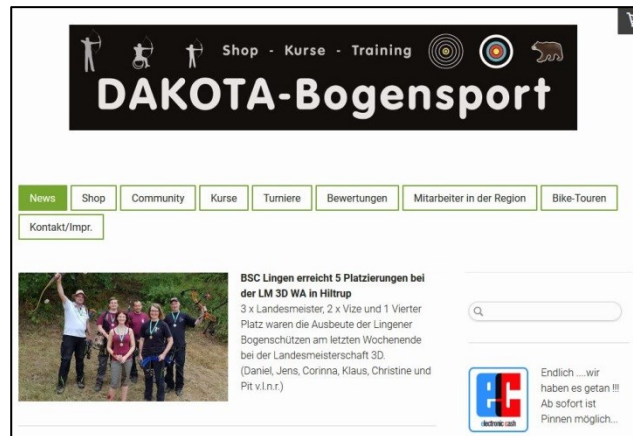 Shop - Kurse - Training
DAKOTA-Bogensport
News
Shop
Community
Kurse
Turniere
Bewertungen
Mitarbeiter in der Region
Bike-Touren
Kontakt/Impr.
BSC Lingen erreicht 5 Platzierungen bei
der LM 3D WA in Hiltrup
3 x Landesmeister, 2 x Vize und 1 Vierter
Platz waren die Ausbeute der Lingener
Bogenschützen am letzten Wochenende
bei der Landesmeisterschaft 3D.
(Daniel, Jens, Corinna, Klaus, Christine und
Pit v.l.n.r.)
ec
electronic cash
Endlich ....wir
haben es getan !!!
Ab sofort ist
Pinnen möglich...